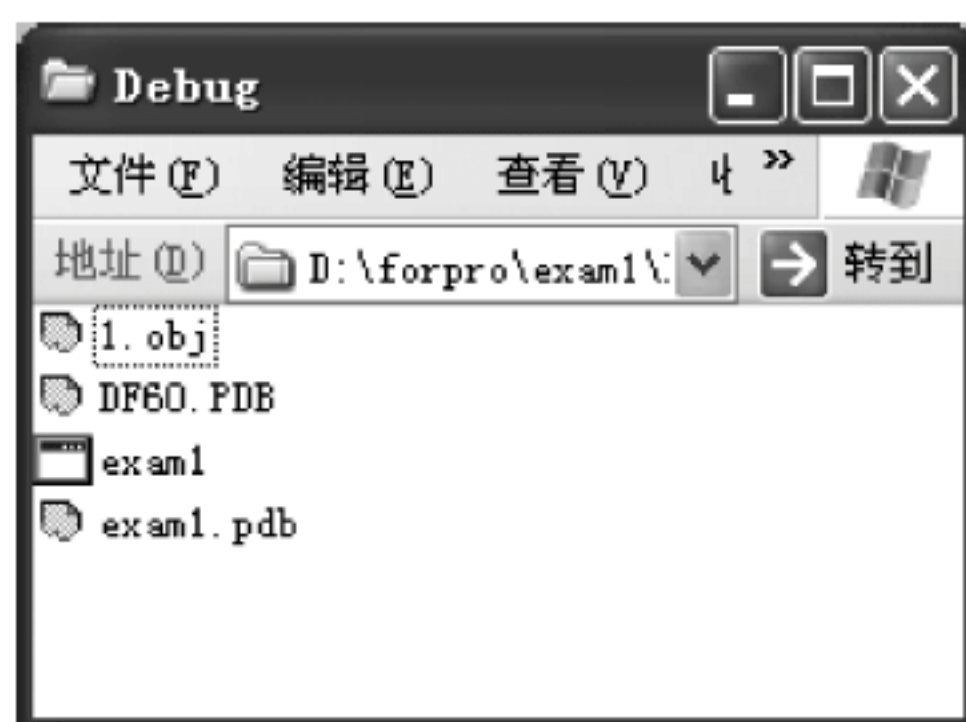 Debug
文件(F) 编辑(E) 查看(V) »
地址(D) D:\forpro\exam1\ 转到
1.obj
DF60.PDB
exam1
exam1.pdb